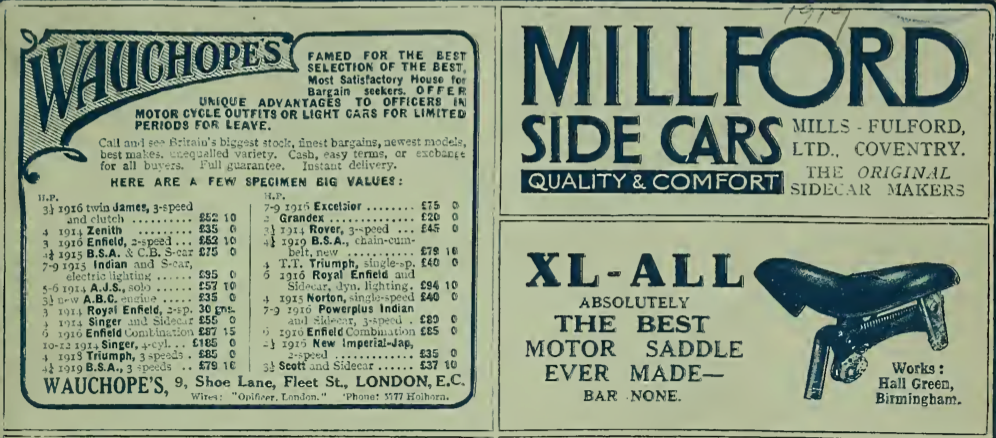 WAUCHOPE'S
FAMED FOR THE BEST
SELECTION OF THE BEST,
Most Satisfactory House for
Bargain seekers. OFFER
UNIQUE ADVANTAGES TO OFFICERS IN
MOTOR CYCLE OUTFITS OR LIGHT CARS FOR LIMITED
PERIODS FOR LEAVE.
Call and see Britain's biggest stock, finest bargains, newest models,
best makes, unequalled variety. Cash, easy terms, or exchange
for all buyers. Full guarantee. Instant delivery.
HERE ARE A FEW SPECIMEN BIG VALUES:
H.P.
3½ 1916 twin James, 3-speed
and clutch .......... £52 10
4 1914 Zenith ......... £35 0
3 1916 Enfield, 2-speed ... £52 10
4½ 1915 B.S.A. & C.B. S-car £75 0
7-9 1915 Indian and S-car,
electric lighting ..... £95 0
5-6 1914 A.J.S., solo ...... £57 10
3½ new A.B.C. engine ...... £35 0
3 1914 Royal Enfield, 2-sp. 30 gns.
4 1914 Singer and Sidecar £55 0
6 1916 Enfield Combination £87 15
10-12 1914 Singer, 4-cyl. .. £185 0
4 1918 Triumph, 3 speeds . £85 0
4½ 1919 B.S.A., 3 speeds .. £79 16
H.P.
7-9 1916 Excelsior ........ £75 0
Grandex ............ £20 0
3½ 1914 Rover, 3-speed ... £45 0
4½ 1919 B.S.A., chain-cum-
belt, new ......... £79 16
4 T.T. Triumph, single-sp. £40 0
6 1916 Royal Enfield and
Sidecar, dyn. lighting. £94 10
4 1915 Norton, single-speed £40 0
7-9 1916 Powerplus Indian
and Sidecar, 3-speed . £89 0
6 1916 Enfield Combination £85 0
2½ 1916 New Imperial-Jap,
2-speed ............ £35 0
3½ Scott and Sidecar ...... £37 10
WAUCHOPE'S, 9, Shoe Lane, Fleet St., LONDON, E.C.
Wires: "Opificer, London." 'Phone: 5777 Holborn.
1919
MILLFORD
SIDE CARS
QUALITY & COMFORT
MILLS - FULFORD,
LTD., COVENTRY.
THE ORIGINAL
SIDECAR MAKERS
XL-ALL
ABSOLUTELY
THE BEST
MOTOR SADDLE
EVER MADE—
BAR NONE.
Works:
Hall Green,
Birmingham.